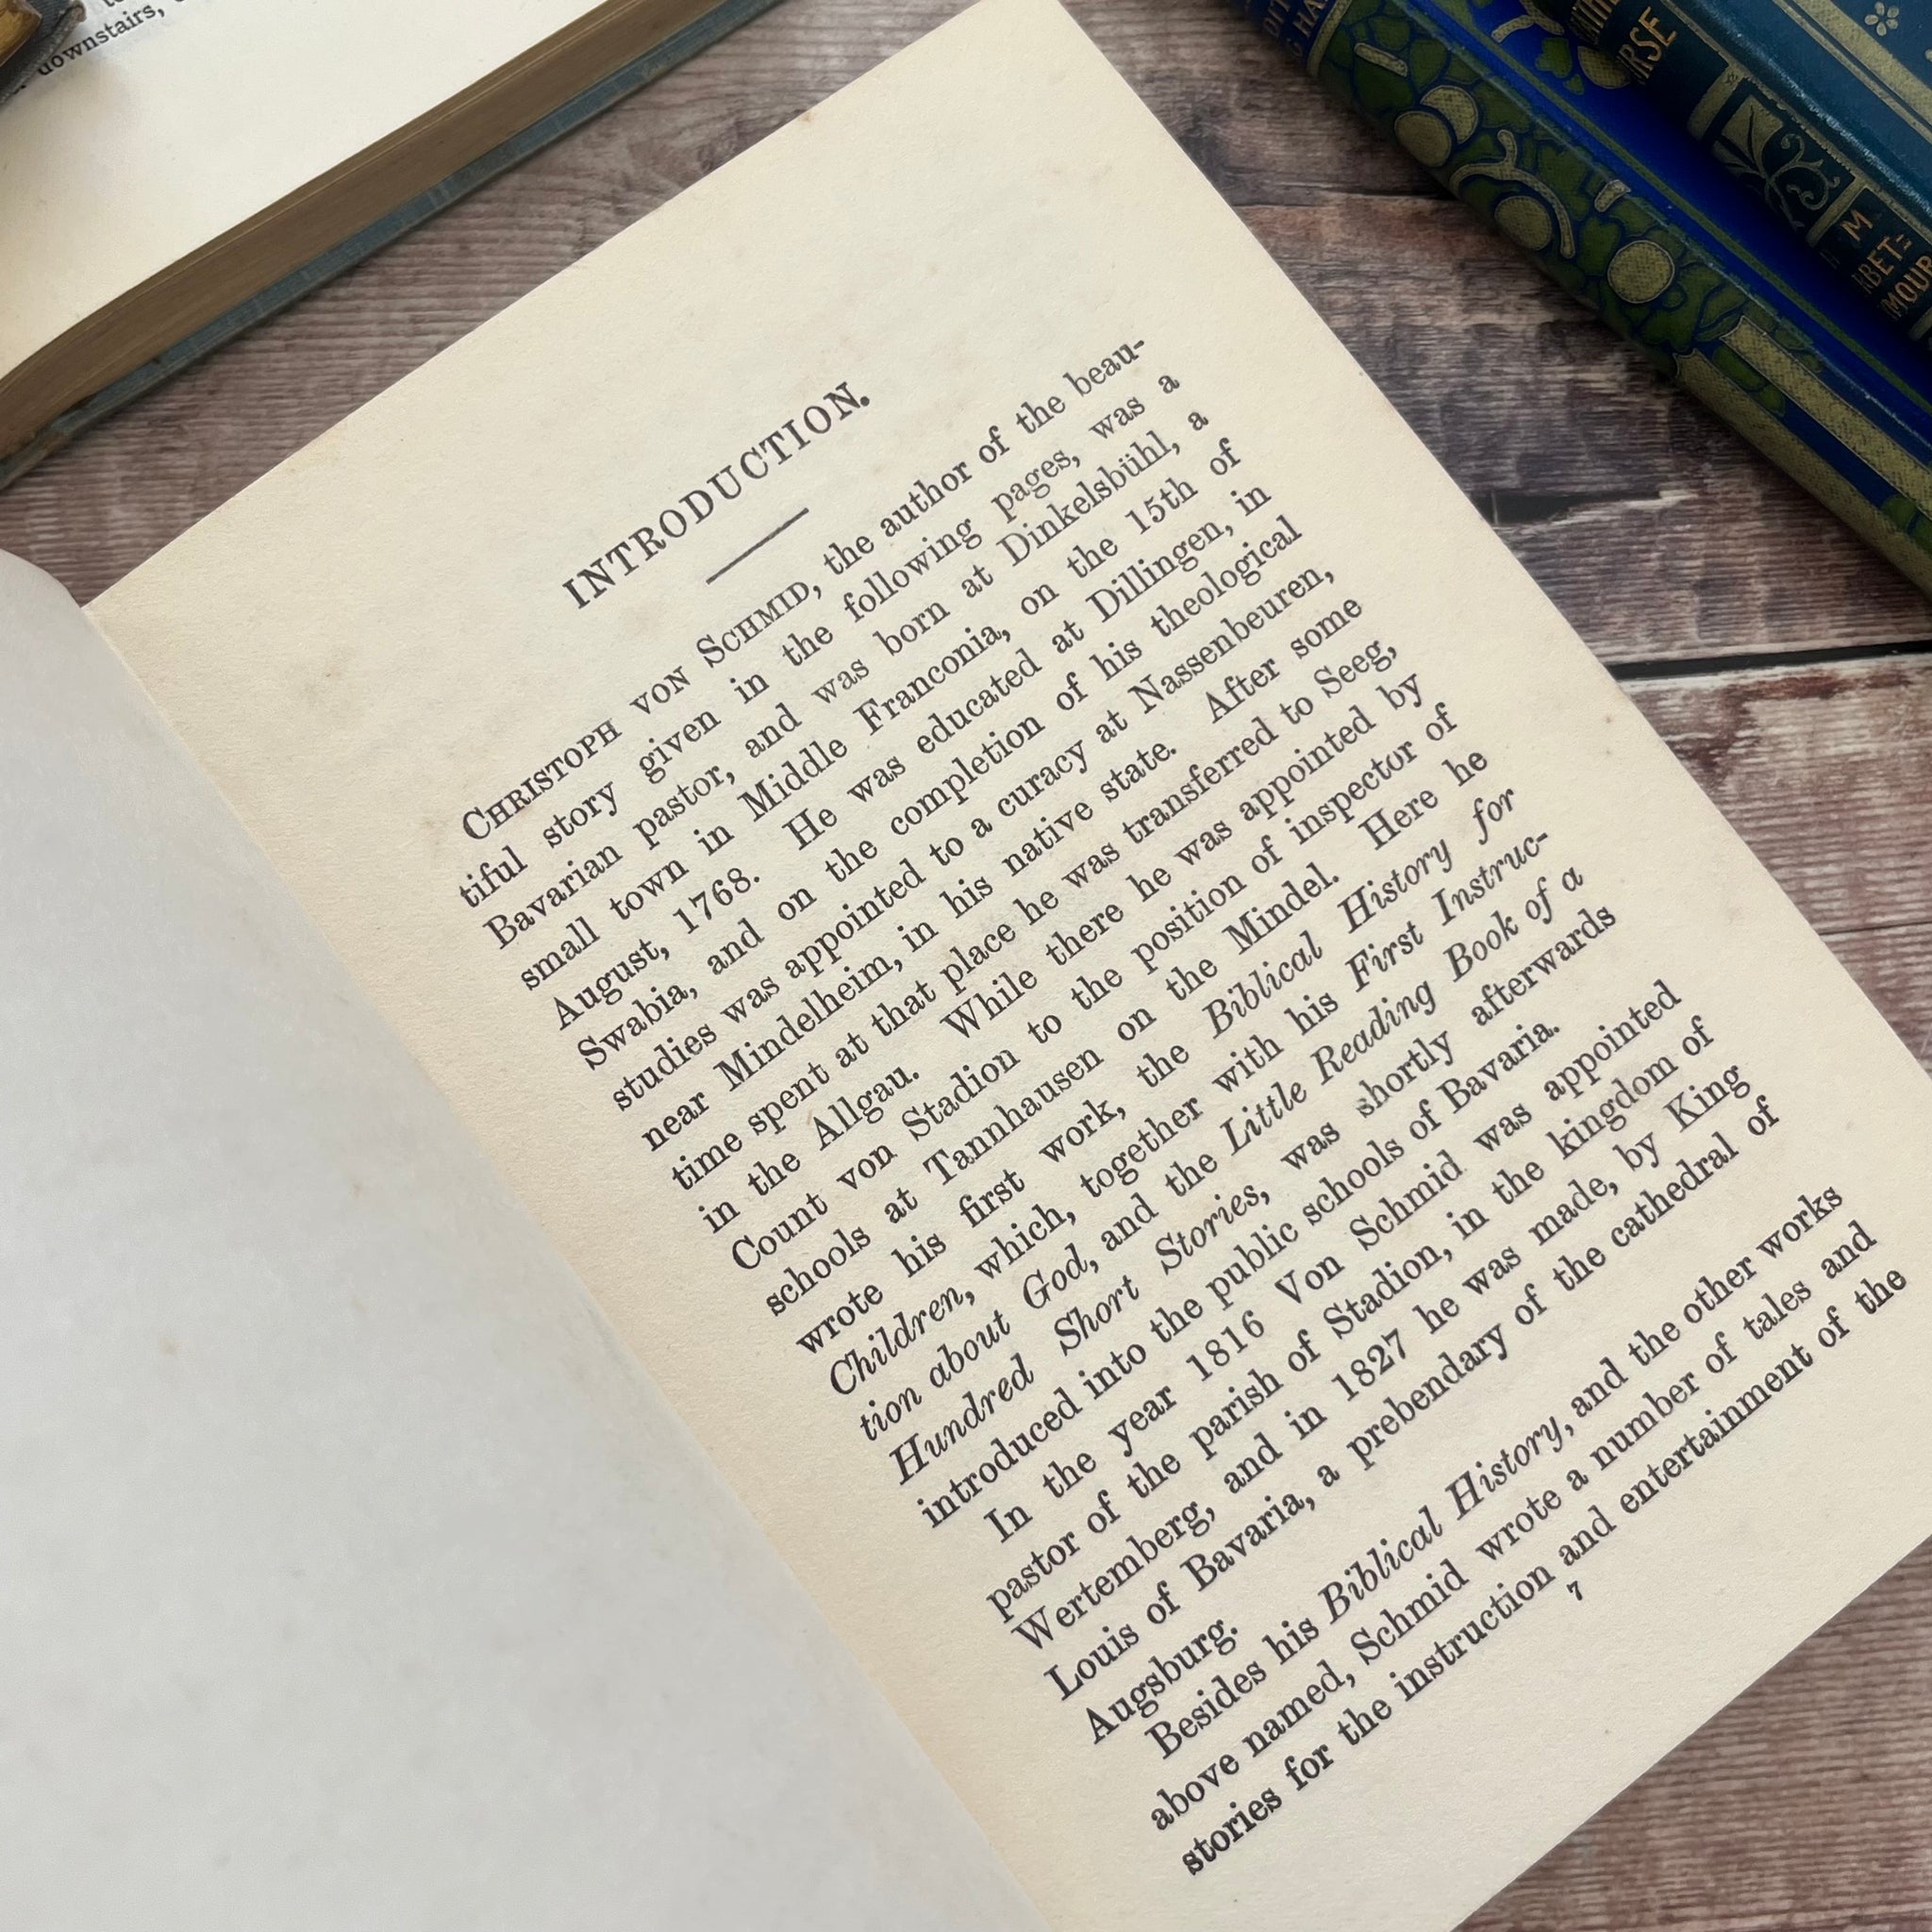 downstairs,
INTRODUCTION.
CHRISTOPH VON SCHMID, the author of the beau-
tiful story given in the following pages, was a
Bavarian pastor, and was born at Dinkelsbühl, a
small town in Middle Franconia, on the 15th of
August, 1768. He was educated at Dillingen, in
Swabia, and on the completion of his theological
studies was appointed to a curacy at Nassenbeuren,
near Mindelheim, in his native state. After some
time spent at that place he was transferred to Seeg,
in the Allgau. While there he was appointed by
Count von Stadion to the position of inspector of
schools at Tannhausen on the Mindel. Here he
wrote his first work, the Biblical History for
Children, which, together with his First Instruc-
tion about God, and the Little Reading Book of a
Hundred Short Stories, was shortly afterwards
introduced into the public schools of Bavaria.
In the year 1816 Von Schmid was appointed
pastor of the parish of Stadion, in the kingdom of
Wertemberg, and in 1827 he was made, by King
Louis of Bavaria, a prebendary of the cathedral of
Augsburg.
Besides his Biblical History, and the other works
above named, Schmid wrote a number of tales and
stories for the instruction and entertainment of the
7